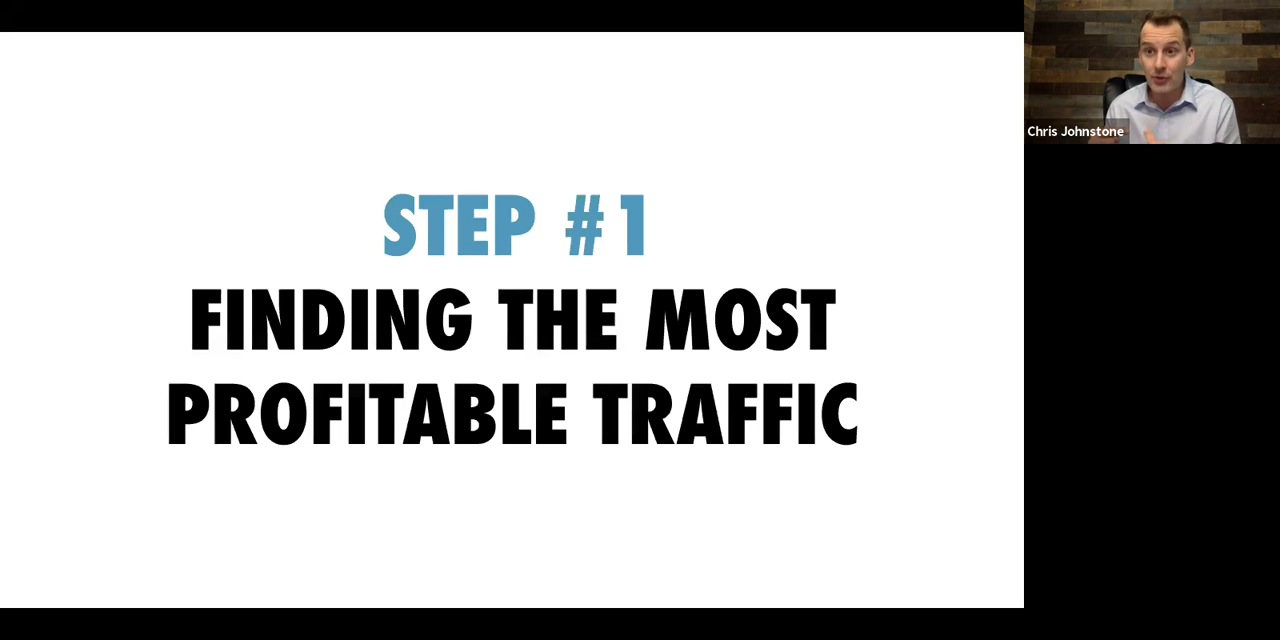 STEP #1
FINDING THE MOST
PROFITABLE TRAFFIC
Chris Johnstone